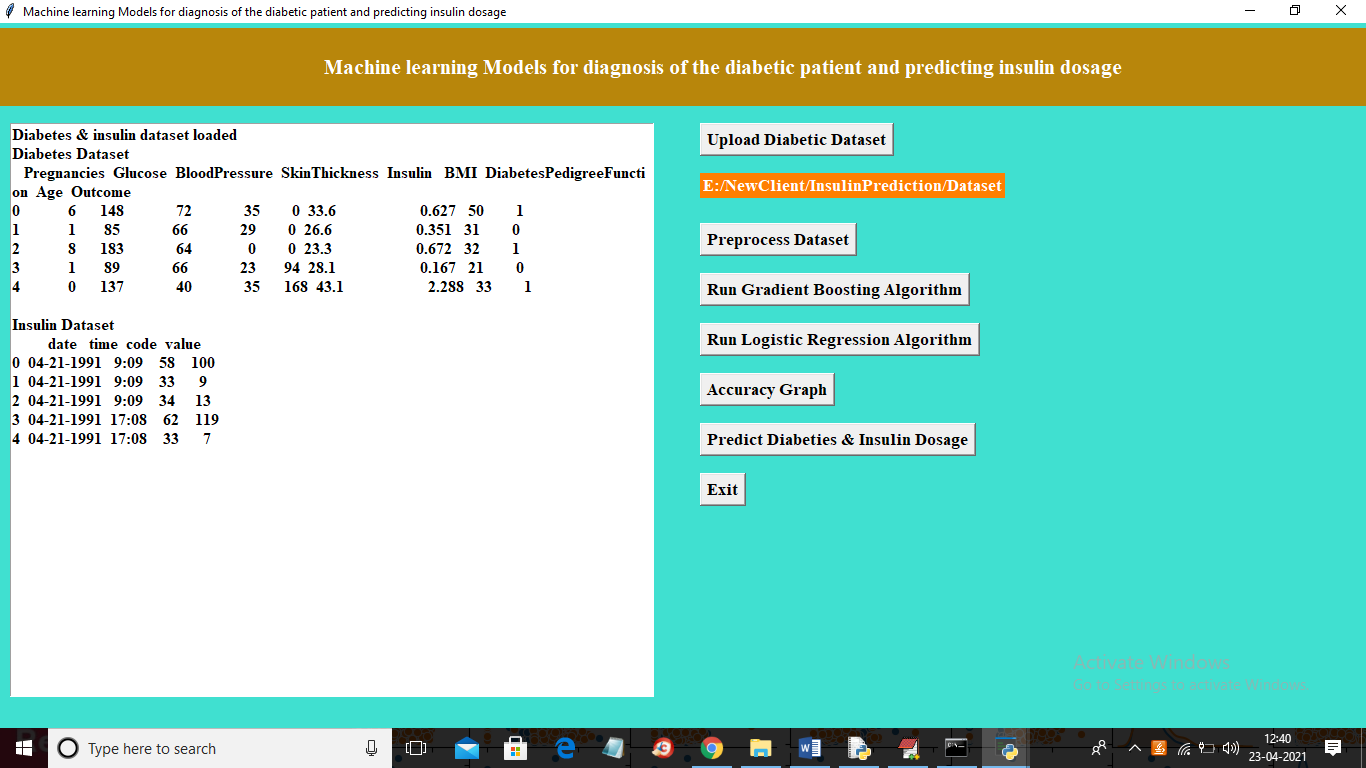 Machine learning Models for diagnosis of the diabetic patient and predicting insulin dosage
Machine learning Models for diagnosis of the diabetic patient and predicting insulin dosage
Diabetes & insulin dataset loaded
Diabetes Dataset
Pregnancies Glucose BloodPressure SkinThickness Insulin BMI DiabetesPedigreeFuncti
on Age Outcome
0 6 148 72 35 0 33.6 0.627 50 1
1 1 85 66 29 0 26.6 0.351 31 0
2 8 183 64 0 0 23.3 0.672 32 1
3 1 89 66 23 94 28.1 0.167 21 0
4 0 137 40 35 168 43.1 2.288 33 1
Insulin Dataset
date time code value
0 04-21-1991 9:09 58 100
1 04-21-1991 9:09 33 9
2 04-21-1991 9:09 34 13
3 04-21-1991 17:08 62 119
4 04-21-1991 17:08 33 7
Upload Diabetic Dataset
E:/NewClient/InsulinPrediction/Dataset
Preprocess Dataset
Run Gradient Boosting Algorithm
Run Logistic Regression Algorithm
Accuracy Graph
Predict Diabeties & Insulin Dosage
Exit
Activate Windows
Go to Settings to activate Windows.
Type here to search
12:40
23-04-2021